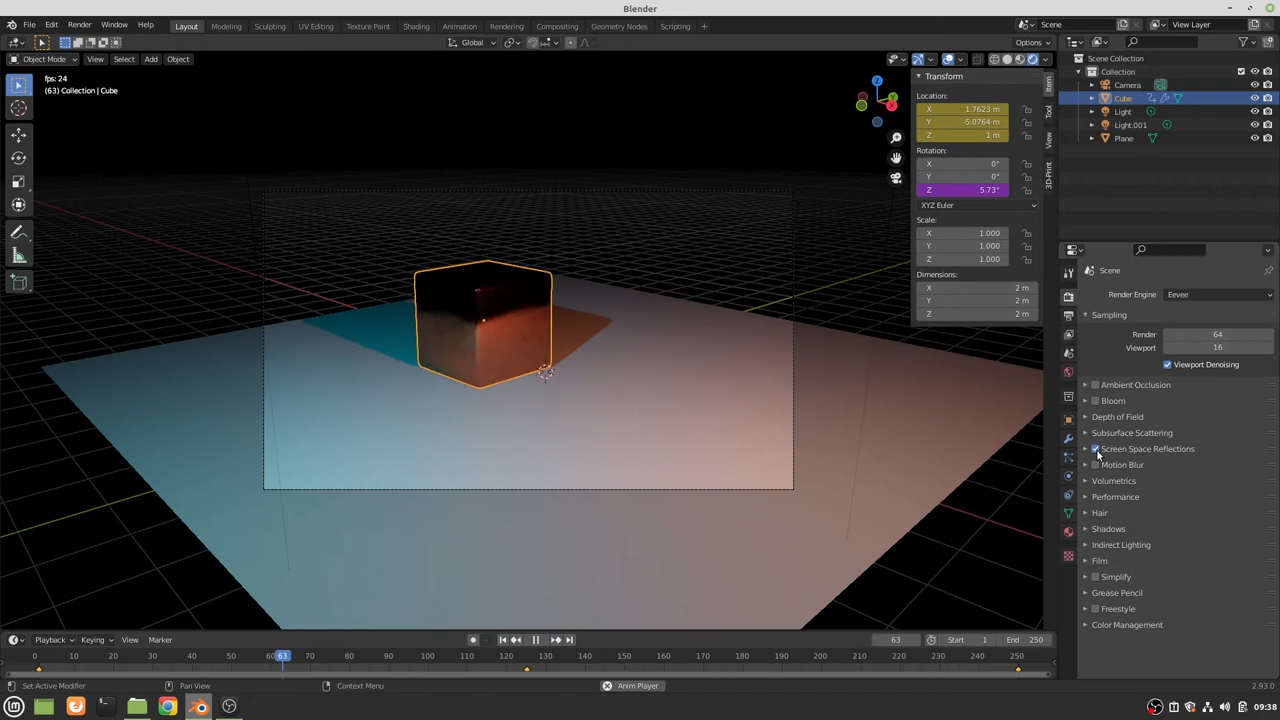 Blender
File Edit Render Window Help Layout Modeling Sculpting UV Editing Texture Paint Shading Animation Rendering Compositing Geometry Nodes Scripting + Scene View Layer
Global Options
Object Mode View Select Add Object
fps: 24
(63) Collection | Cube
Transform
Location:
X 1.7623 m
Y -5.0764 m
Z 1 m
Rotation:
X 0°
Y 0°
Z 5.73°
XYZ Euler
Scale:
X 1.000
Y 1.000
Z 1.000
Dimensions:
X 2 m
Y 2 m
Z 2 m
Item
Tool
View
3D-Print
Z
Y
X
Scene Collection
Collection
Camera
Cube
Light
Light.001
Plane
Scene
Render Engine Eevee
Sampling
Render 64
Viewport 16
Viewport Denoising
Ambient Occlusion
Bloom
Depth of Field
Subsurface Scattering
Screen Space Reflections
Motion Blur
Volumetrics
Performance
Hair
Shadows
Indirect Lighting
Film
Simplify
Grease Pencil
Freestyle
Color Management
Playback Keying View Marker 63 Start 1 End 250
0 10 20 30 40 50 60 63 70 80 90 100 110 120 130 140 150 160 170 180 190 200 210 220 230 240 250
Set Active Modifier Pan View Context Menu Anim Player 2.93.0
09:38